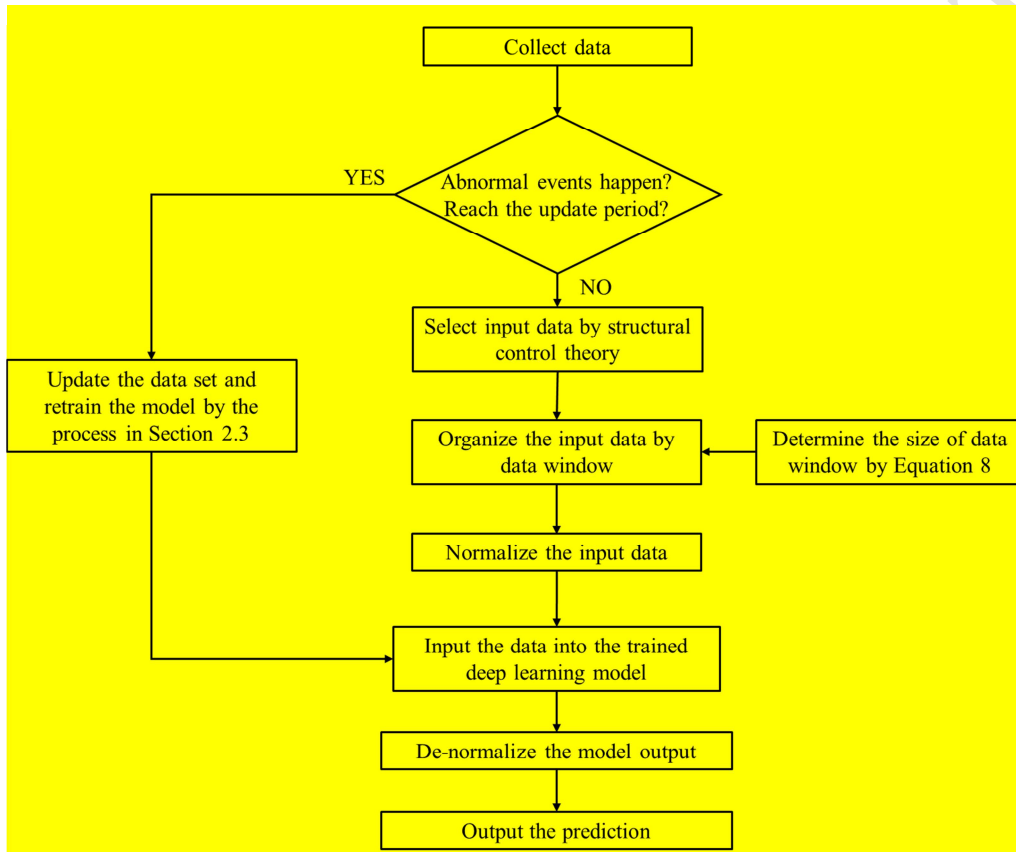 Collect data
YES
Abnormal events happen?
Reach the update period?
NO
Select input data by structural
control theory
Update the data set and
retrain the model by the
process in Section 2.3
Organize the input data by
data window
Determine the size of data
window by Equation 8
Normalize the input data
Input the data into the trained
deep learning model
De-normalize the model output
Output the prediction